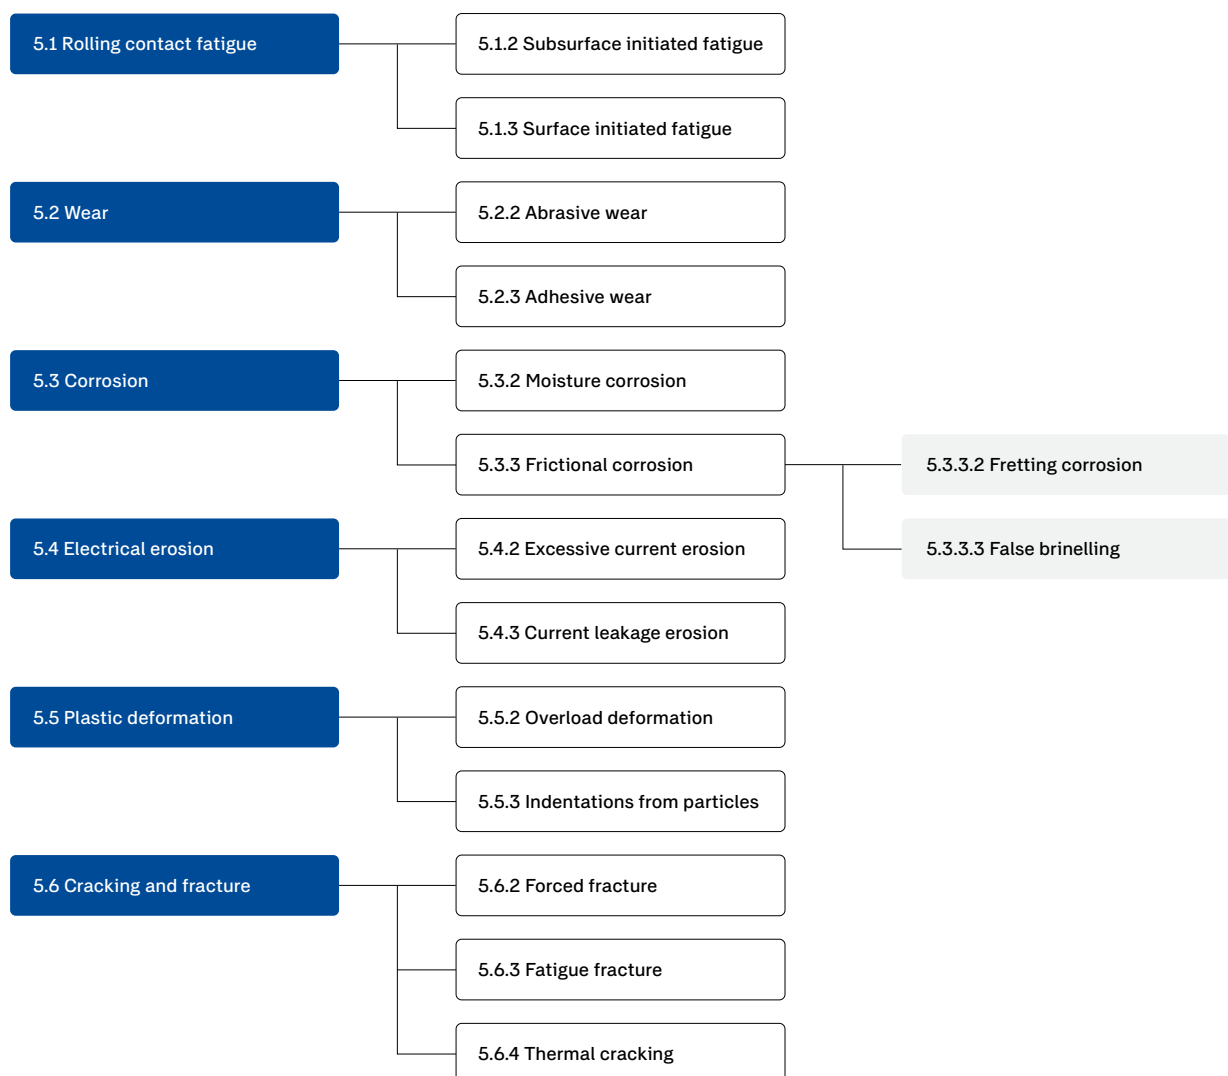 5.1 Rolling contact fatigue
5.1.2 Subsurface initiated fatigue
5.1.3 Surface initiated fatigue
5.2 Wear
5.2.2 Abrasive wear
5.2.3 Adhesive wear
5.3 Corrosion
5.3.2 Moisture corrosion
5.3.3 Frictional corrosion
5.3.3.2 Fretting corrosion
5.3.3.3 False brinelling
5.4 Electrical erosion
5.4.2 Excessive current erosion
5.4.3 Current leakage erosion
5.5 Plastic deformation
5.5.2 Overload deformation
5.5.3 Indentations from particles
5.6 Cracking and fracture
5.6.2 Forced fracture
5.6.3 Fatigue fracture
5.6.4 Thermal cracking